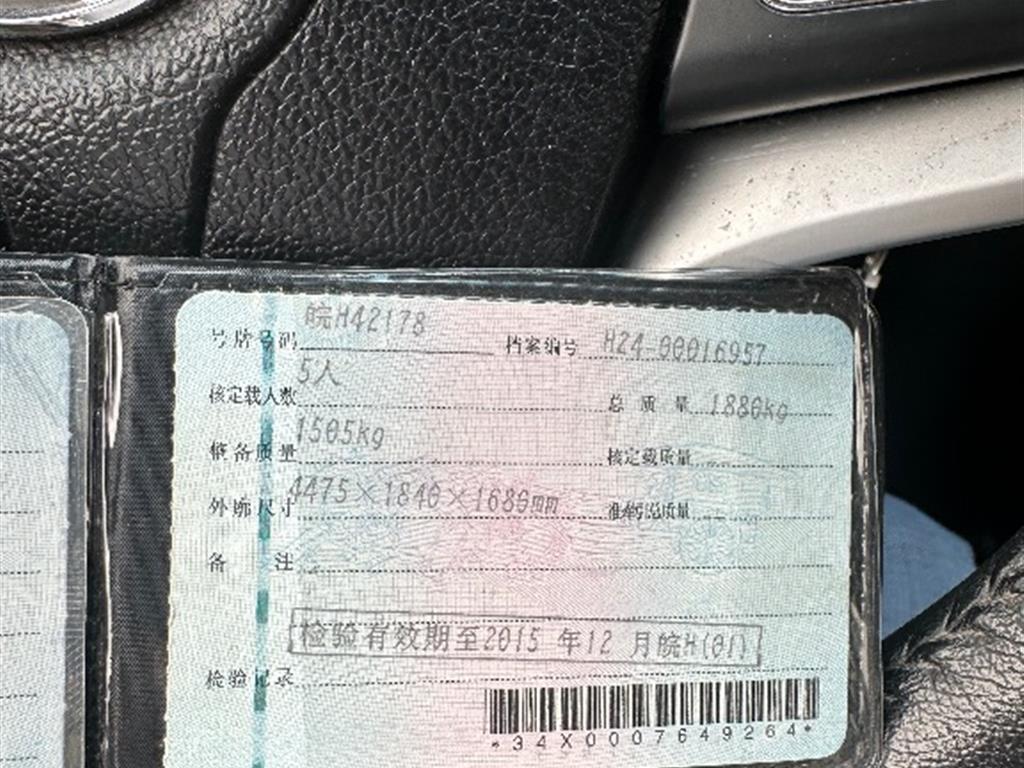 号牌号码 皖H42178 档案编号 H24-00016957
核定载人数 5人 总质量 1880kg
整备质量 1505kg 核定载质量 --
外廓尺寸 4475×1840×1680mm 准牵引总质量 --
备注
检验有效期至2015年12月皖H(01)
检验记录
*34X0007649264*